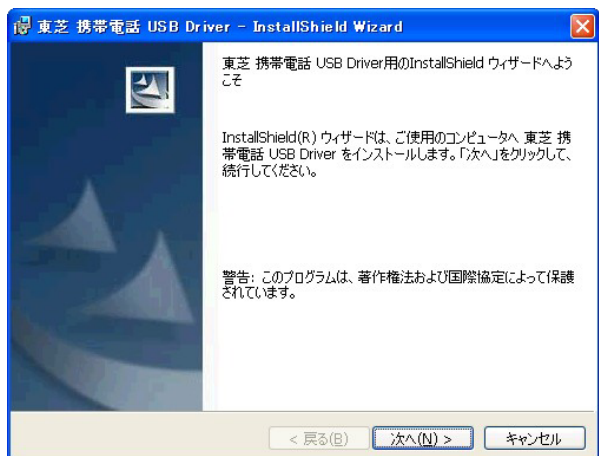 東芝 携帯電話 USB Driver - InstallShield Wizard
東芝 携帯電話 USB Driver用のInstallShield ウィザードへよう
こそ
InstallShield(R) ウィザードは、ご使用のコンピュータへ 東芝 携
帯電話 USB Driver をインストールします。「次へ」をクリックして、
続行してください。
警告: このプログラムは、著作権法および国際協定によって保護
されています。
< 戻る(B)
次へ(N) >
キャンセル